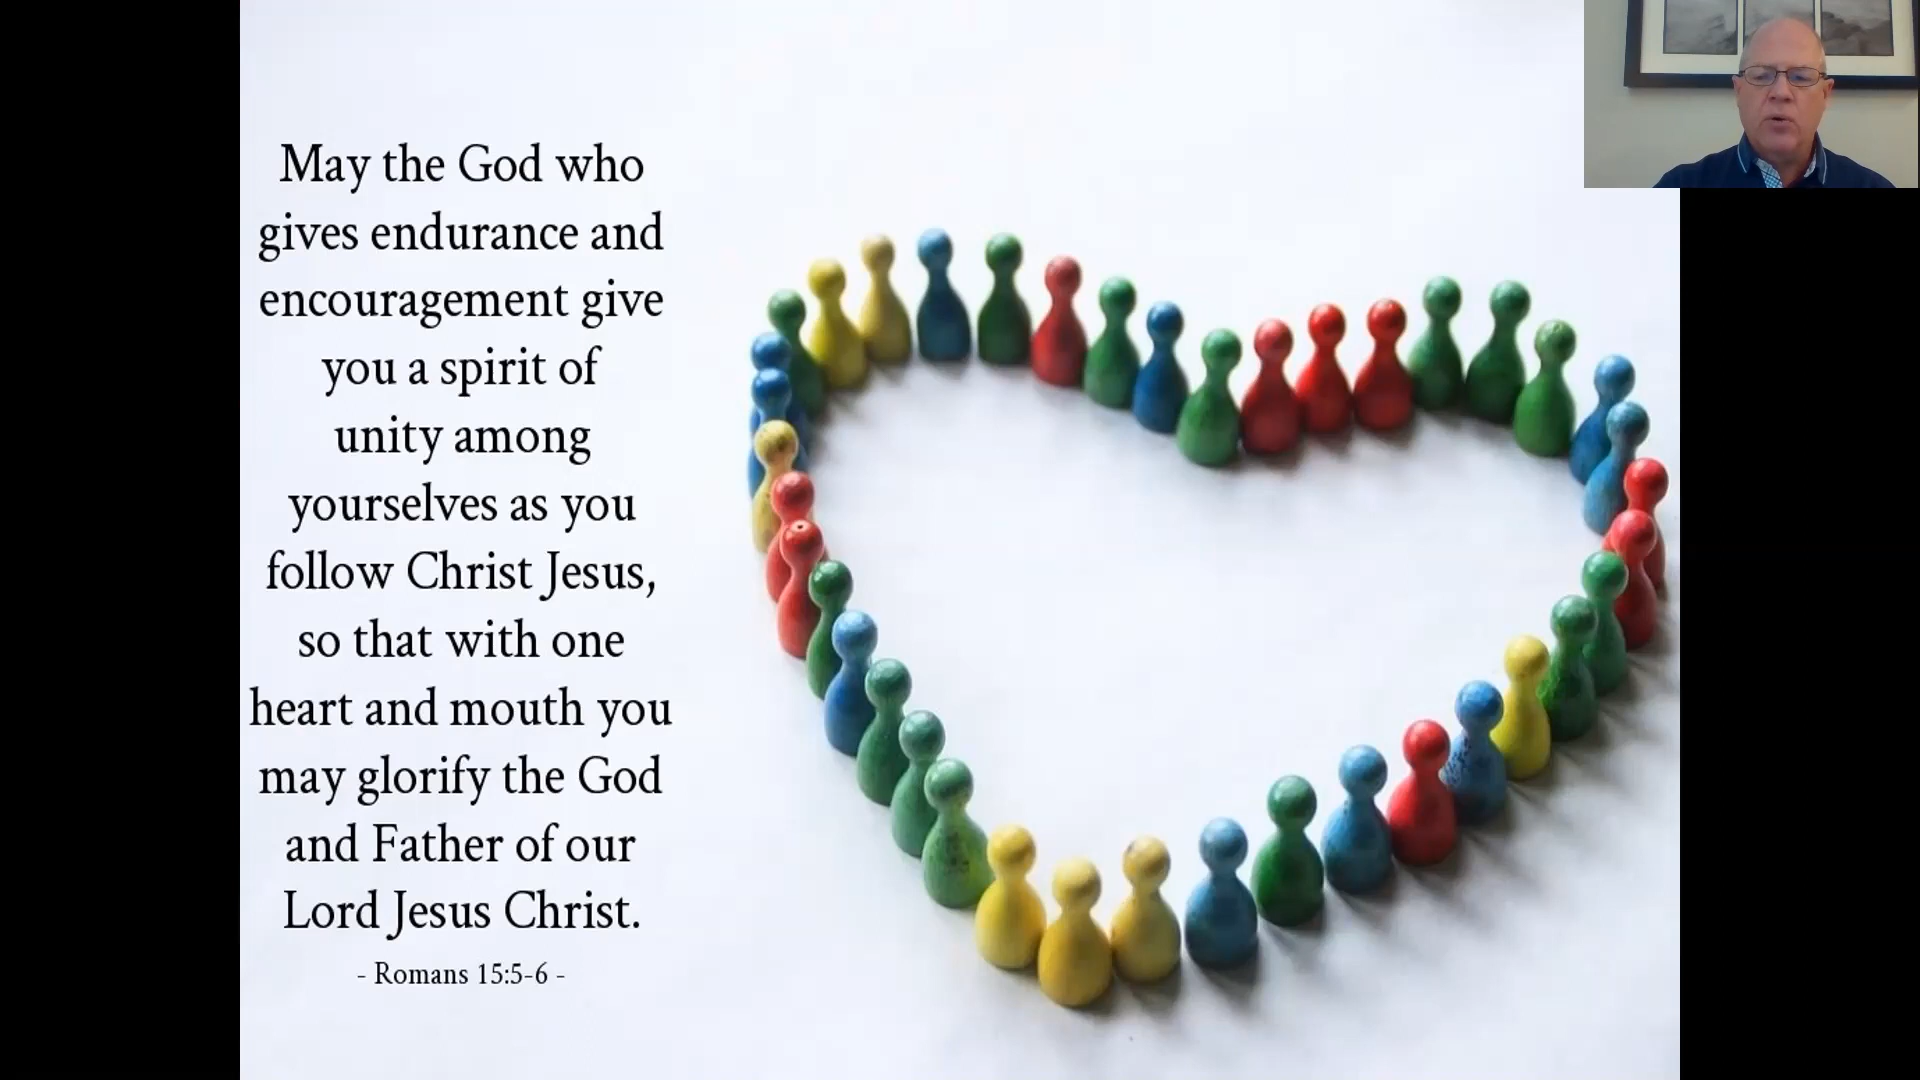 May the God who
gives endurance and
encouragement give
you a spirit of
unity among
yourselves as you
follow Christ Jesus,
so that with one
heart and mouth you
may glorify the God
and Father of our
Lord Jesus Christ.
- Romans 15:5-6 -